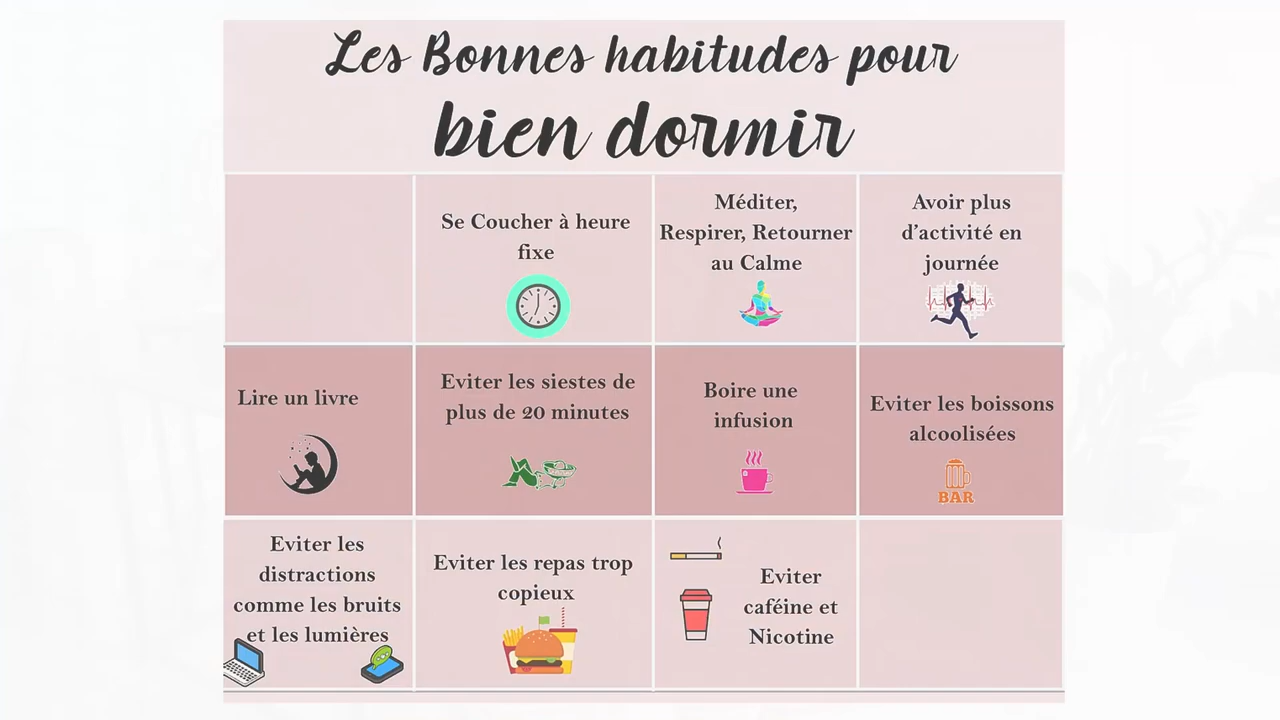 Les Bonnes habitudes pour
bien dormir
Se Coucher à heure
fixe
Méditer,
Respirer, Retourner
au Calme
Avoir plus
d'activité en
journée
Lire un livre
Eviter les siestes de
plus de 20 minutes
Boire une
infusion
Eviter les boissons
alcoolisées
BAR
Eviter les
distractions
comme les bruits
et les lumières
Eviter les repas trop
copieux
Eviter
caféine et
Nicotine